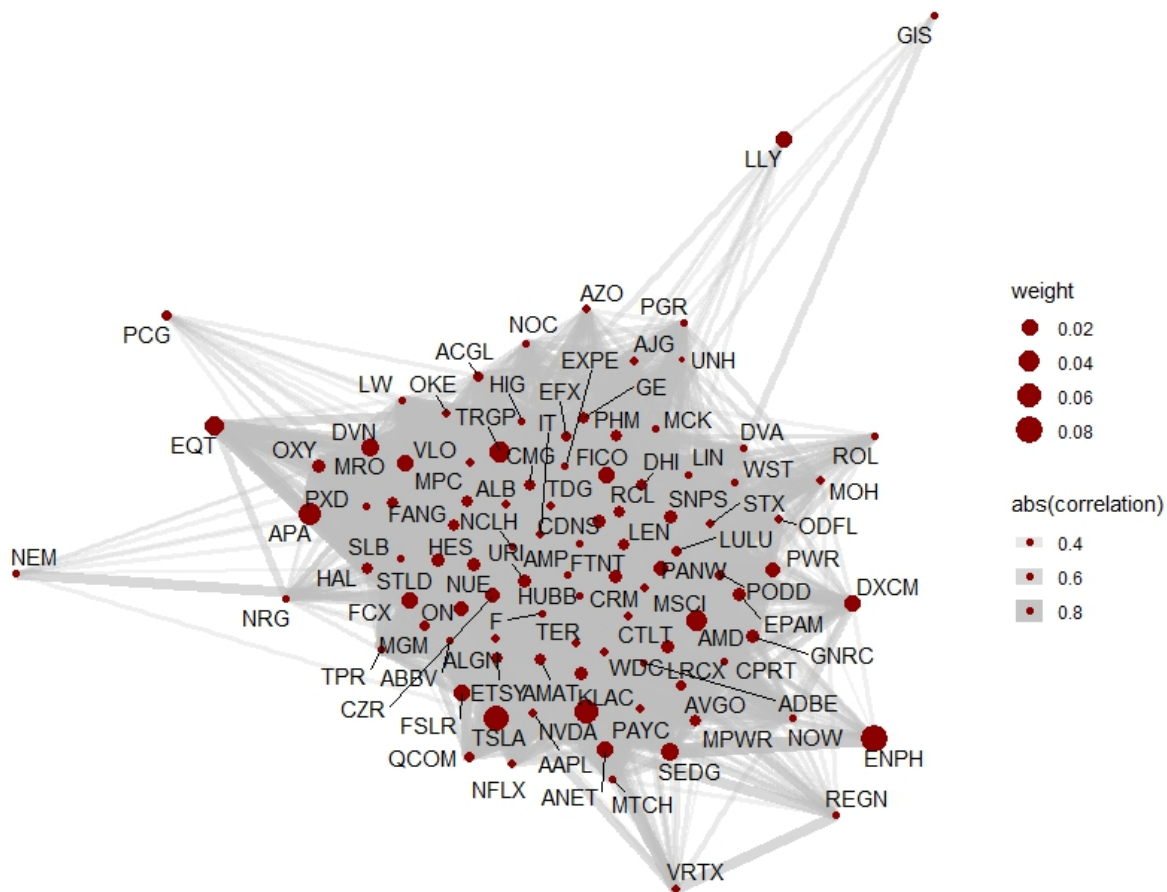 GIS
LLY
AZO
PGR
PCG
NOC
AJG
UNH
ACGL
EXPE
LW
OKE
HIG
EFX
GE
TRGP
IT
PHM
MCK
EQT
DVN
DVA
OXY
VLO
CMG
FICO
LIN
ROL
MRO
DHI
WST
MPC
PXD
ALB
TDG
RCL
SNPS
STX
MOH
APA
FANG
NCLH
CDNS
LEN
LULU
ODFL
NEM
SLB
HES
URI
AMP
FTNT
PANW
PWR
HAL
STLD
NUE
HUBB
CRM
MSCI
PODD
DXCM
NRG
FCX
ON
F
EPAM
MGM
TER
CTLT
AMD
GNRC
TPR
ABBV
ALGN
WDC
LRCX
CPRT
CZR
ETSY
AMAT
KLAC
ADBE
FSLR
TSLA
NVDA
PAYC
AVGO
MPWR
NOW
QCOM
AAPL
SEDG
ENPH
NFLX
ANET
MTCH
REGN
VRTX
weight
0.02
0.04
0.06
0.08
abs(correlation)
0.4
0.6
0.8